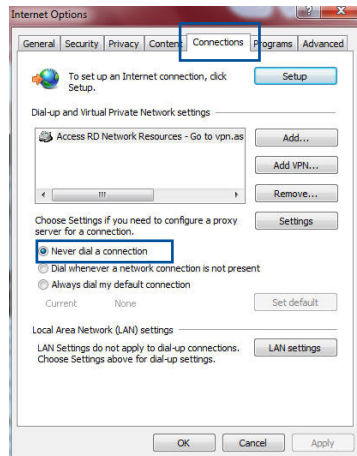 Internet Options
General Security Privacy Content Connections Programs Advanced
To set up an Internet connection, click
Setup.
Setup
Dial-up and Virtual Private Network settings
Access RD Network Resources - Go to vpn.as
Add...
Add VPN...
Remove...
Choose Settings if you need to configure a proxy
server for a connection.
Settings
Never dial a connection
Dial whenever a network connection is not present
Always dial my default connection
Current None
Set default
Local Area Network (LAN) settings
LAN Settings do not apply to dial-up connections.
Choose Settings above for dial-up settings.
LAN settings
OK Cancel Apply